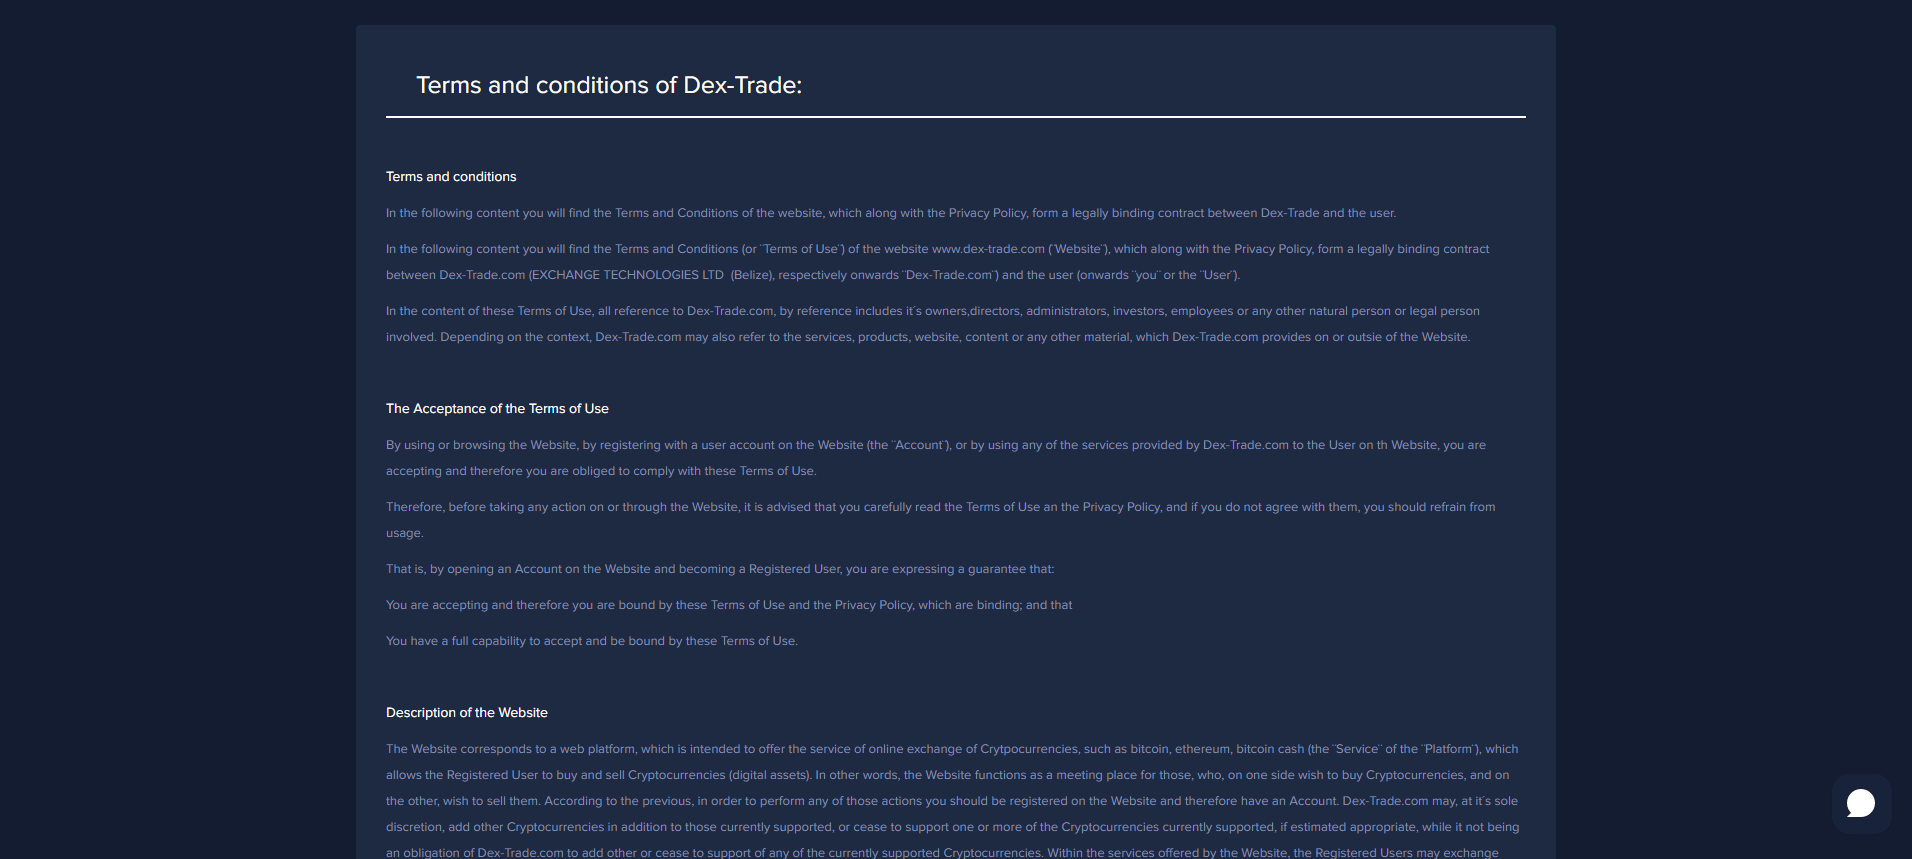 Terms and conditions of Dex-Trade:
Terms and conditions
In the following content you will find the Terms and Conditions of the website, which along with the Privacy Policy, form a legally binding contract between Dex-Trade and the user.
In the following content you will find the Terms and Conditions (or ¨Terms of Use¨) of the website www.dex-trade.com (¨Website¨), which along with the Privacy Policy, form a legally binding contract
between Dex-Trade.com (EXCHANGE TECHNOLOGIES LTD  (Belize), respectively onwards ¨Dex-Trade.com¨) and the user (onwards ¨you¨ or the ¨User¨).
In the content of these Terms of Use, all reference to Dex-Trade.com, by reference includes it´s owners,directors, administrators, investors, employees or any other natural person or legal person
involved. Depending on the context, Dex-Trade.com may also refer to the services, products, website, content or any other material, which Dex-Trade.com provides on or outsie of the Website.
The Acceptance of the Terms of Use
By using or browsing the Website, by registering with a user account on the Website (the ¨Account¨), or by using any of the services provided by Dex-Trade.com to the User on th Website, you are
accepting and therefore you are obliged to comply with these Terms of Use.
Therefore, before taking any action on or through the Website, it is advised that you carefully read the Terms of Use an the Privacy Policy, and if you do not agree with them, you should refrain from
usage.
That is, by opening an Account on the Website and becoming a Registered User, you are expressing a guarantee that:
You are accepting and therefore you are bound by these Terms of Use and the Privacy Policy, which are binding; and that
You have a full capability to accept and be bound by these Terms of Use.
Description of the Website
The Website corresponds to a web platform, which is intended to offer the service of online exchange of Crytpocurrencies, such as bitcoin, ethereum, bitcoin cash (the ¨Service¨ of the ¨Platform¨), which
allows the Registered User to buy and sell Cryptocurrencies (digital assets). In other words, the Website functions as a meeting place for those, who, on one side wish to buy Cryptocurrencies, and on
the other, wish to sell them. According to the previous, in order to perform any of those actions you should be registered on the Website and therefore have an Account. Dex-Trade.com may, at it´s sole
discretion, add other Cryptocurrencies in addition to those currently supported, or cease to support one or more of the Cryptocurrencies currently supported, if estimated appropriate, while it not being
an obligation of Dex-Trade.com to add other or cease to support of any of the currently supported Cryptocurrencies. Within the services offered by the Website, the Registered Users may exchange